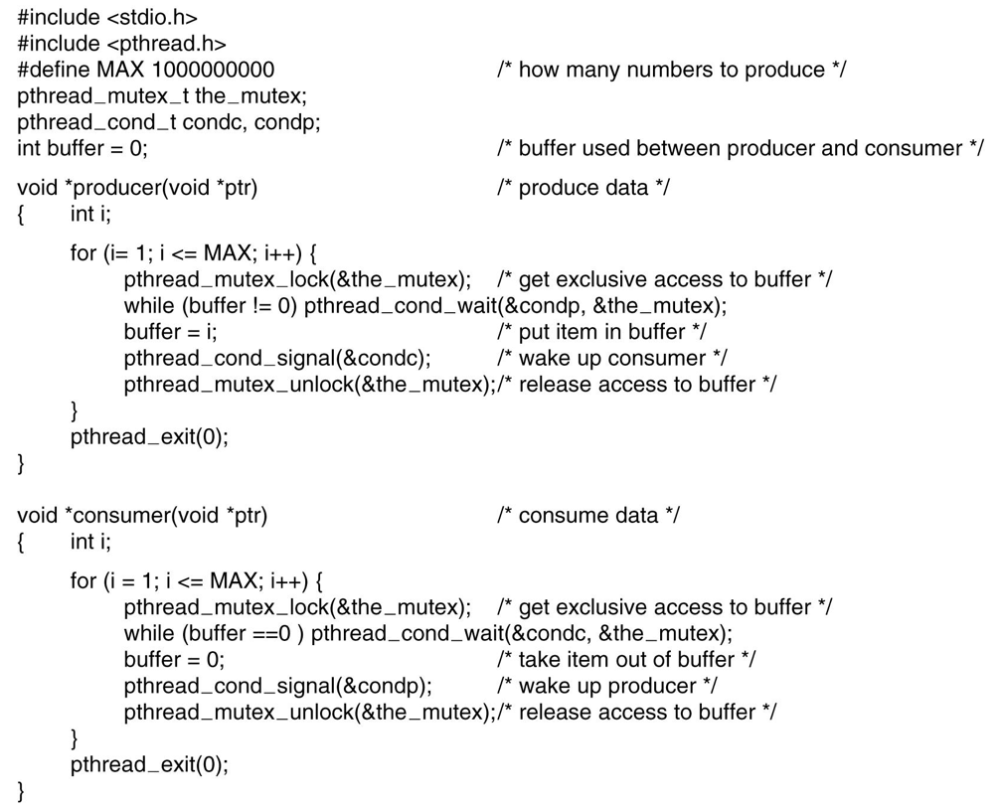 #include <stdio.h>
#include <pthread.h>
#define MAX 1000000000 /* how many numbers to produce */
pthread_mutex_t the_mutex;
pthread_cond_t condc, condp;
int buffer = 0; /* buffer used between producer and consumer */
void *producer(void *ptr) /* produce data */
{ int i;
for (i= 1; i <= MAX; i++) {
pthread_mutex_lock(&the_mutex); /* get exclusive access to buffer */
while (buffer != 0) pthread_cond_wait(&condp, &the_mutex);
buffer = i; /* put item in buffer */
pthread_cond_signal(&condc); /* wake up consumer */
pthread_mutex_unlock(&the_mutex);/* release access to buffer */
}
pthread_exit(0);
}
void *consumer(void *ptr) /* consume data */
{ int i;
for (i = 1; i <= MAX; i++) {
pthread_mutex_lock(&the_mutex); /* get exclusive access to buffer */
while (buffer ==0 ) pthread_cond_wait(&condc, &the_mutex);
buffer = 0; /* take item out of buffer */
pthread_cond_signal(&condp); /* wake up producer */
pthread_mutex_unlock(&the_mutex);/* release access to buffer */
}
pthread_exit(0);
}